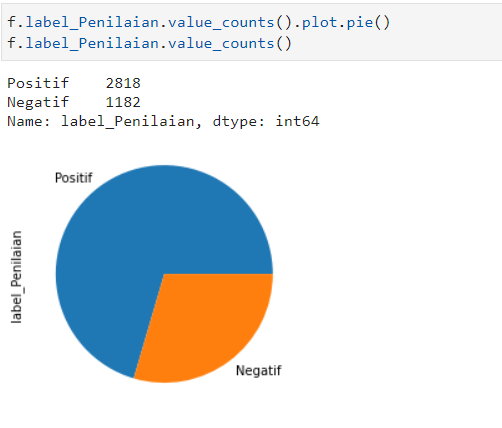 f.label_Penilaian.value_counts().plot.pie()
f.label_Penilaian.value_counts()
Positif    2818
Negatif    1182
Name: label_Penilaian, dtype: int64
Positif
label_Penilaian
Negatif